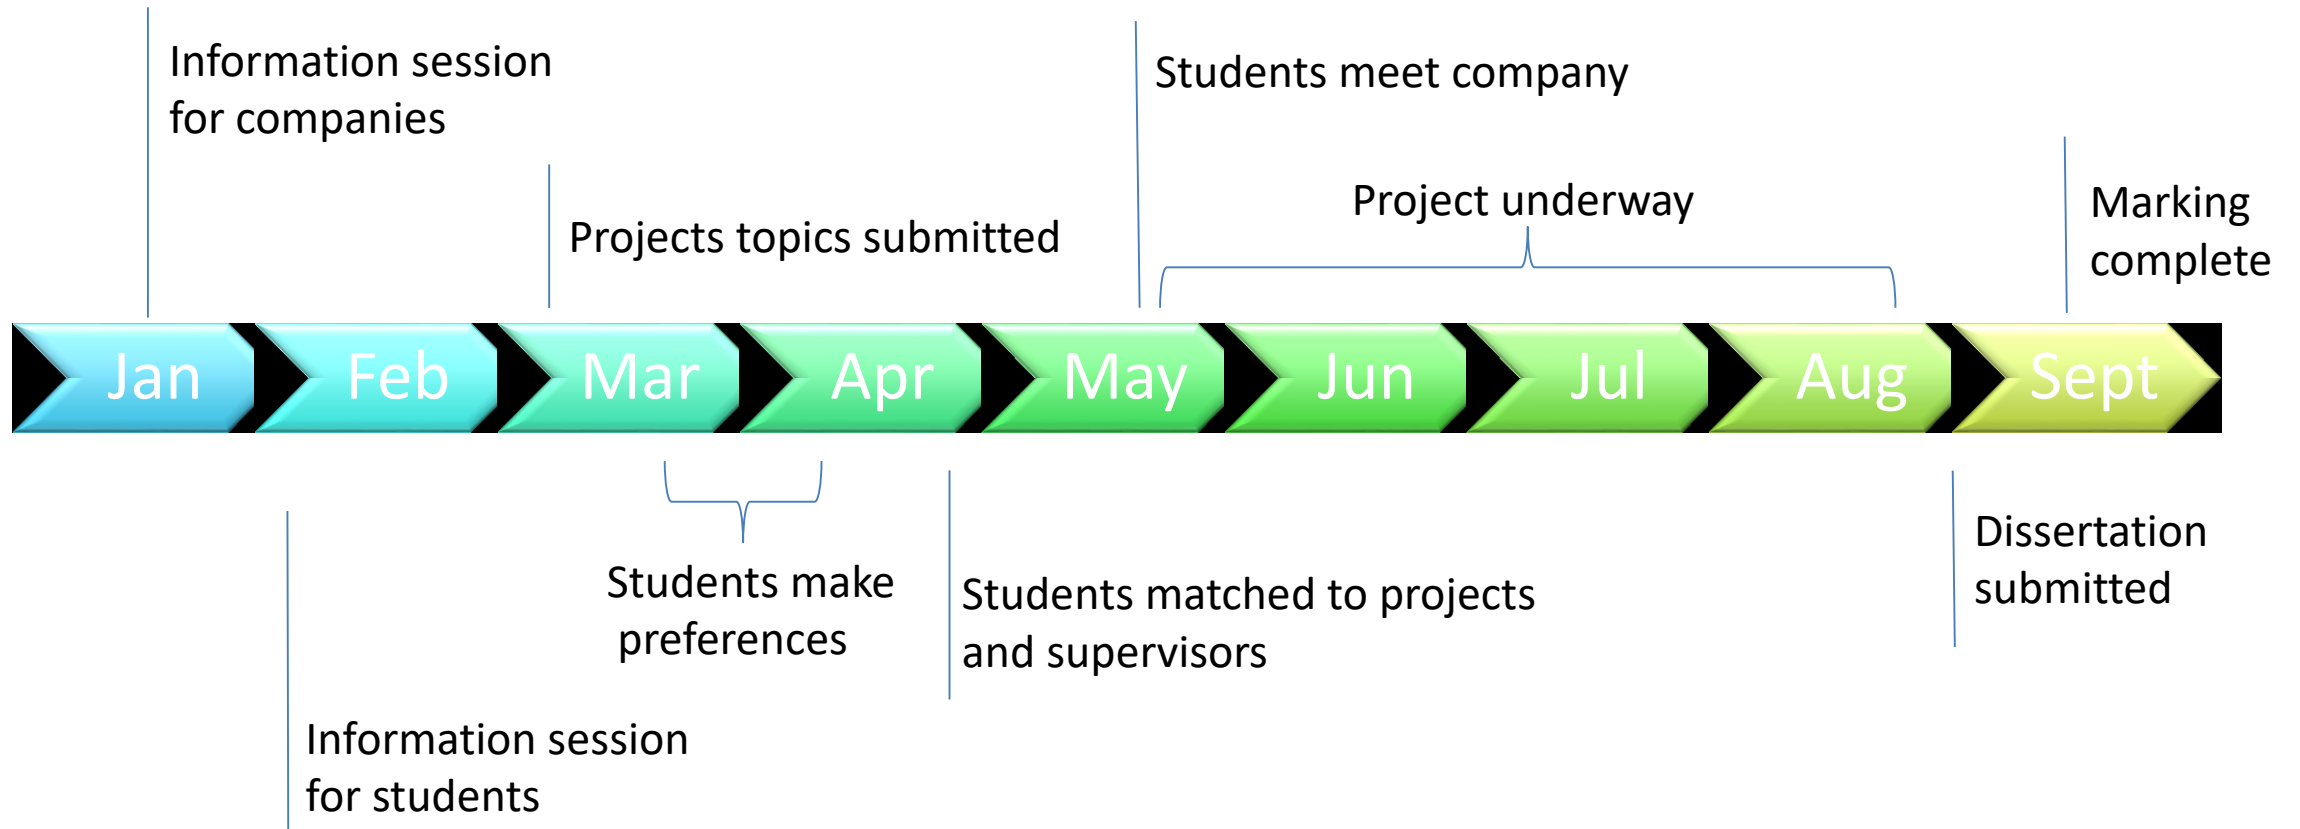 Information session
for companies
Students meet company
Projects topics submitted
Project underway
Marking
complete
Jan
Feb
Mar
Apr
May
Jun
Jul
Aug
Sept
Students make
preferences
Students matched to projects
and supervisors
Dissertation
submitted
Information session
for students